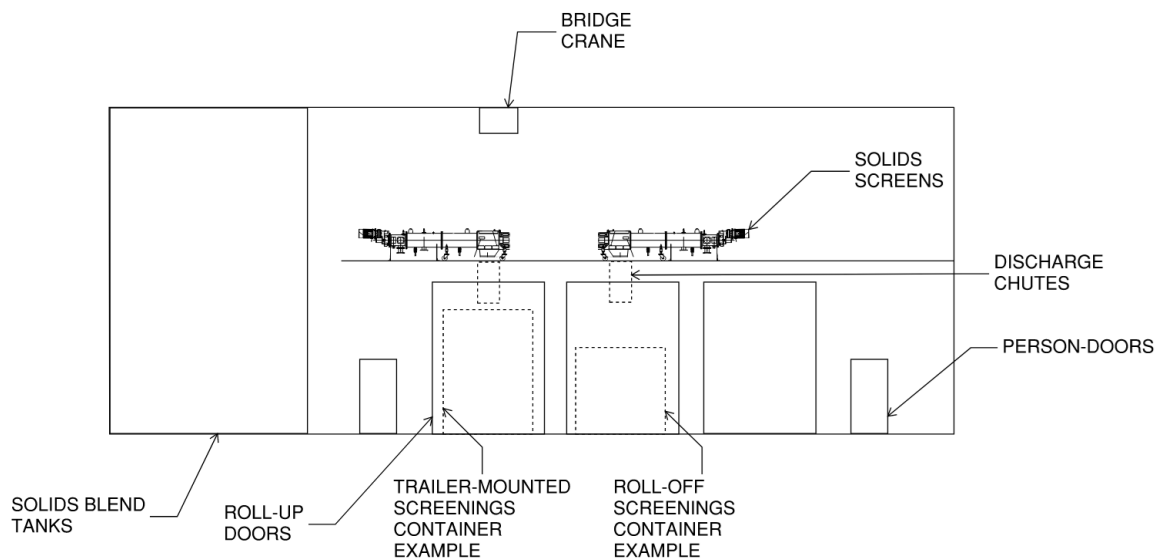 BRIDGE
CRANE
SOLIDS
SCREENS
DISCHARGE
CHUTES
PERSON-DOORS
SOLIDS BLEND
TANKS
ROLL-UP
DOORS
TRAILER-MOUNTED
SCREENINGS
CONTAINER
EXAMPLE
ROLL-OFF
SCREENINGS
CONTAINER
EXAMPLE